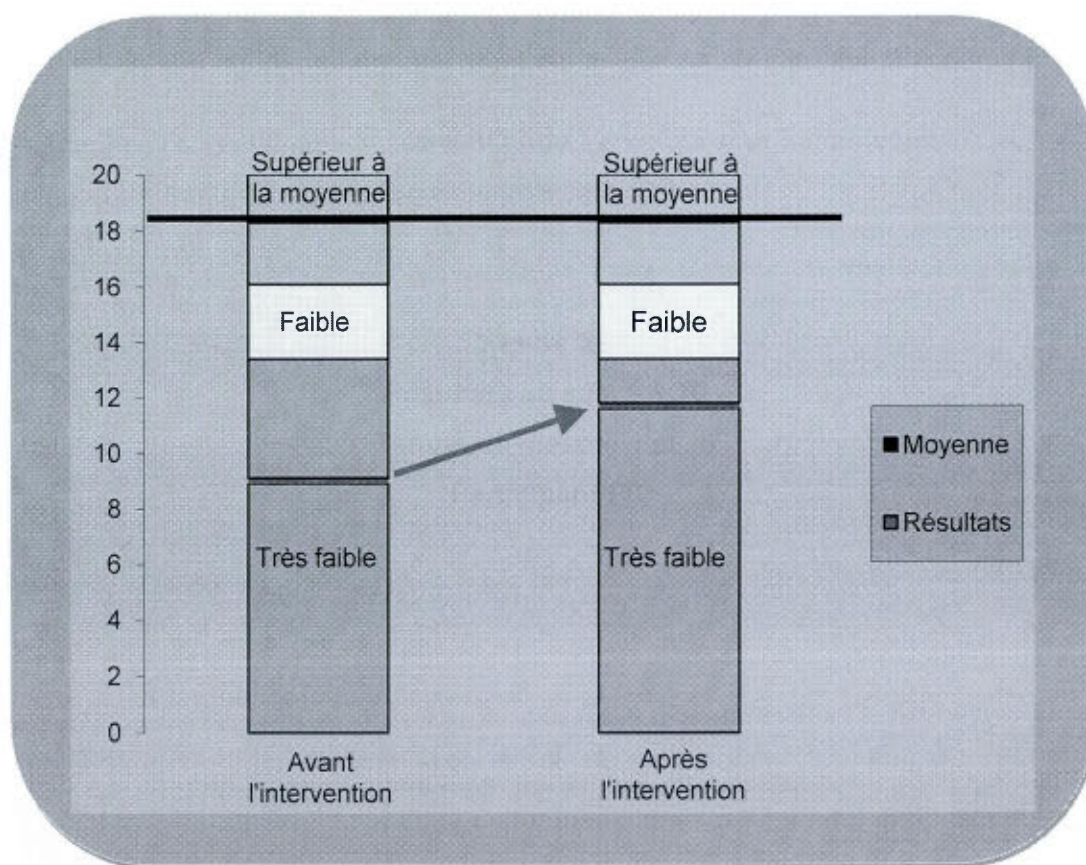 Supérieur à
la moyenne
Supérieur à
la moyenne
20
18
16
14
12
10
8
6
4
2
0
Faible
Faible
Très faible
Très faible
Moyenne
Résultats
Avant
l'intervention
Après
l'intervention